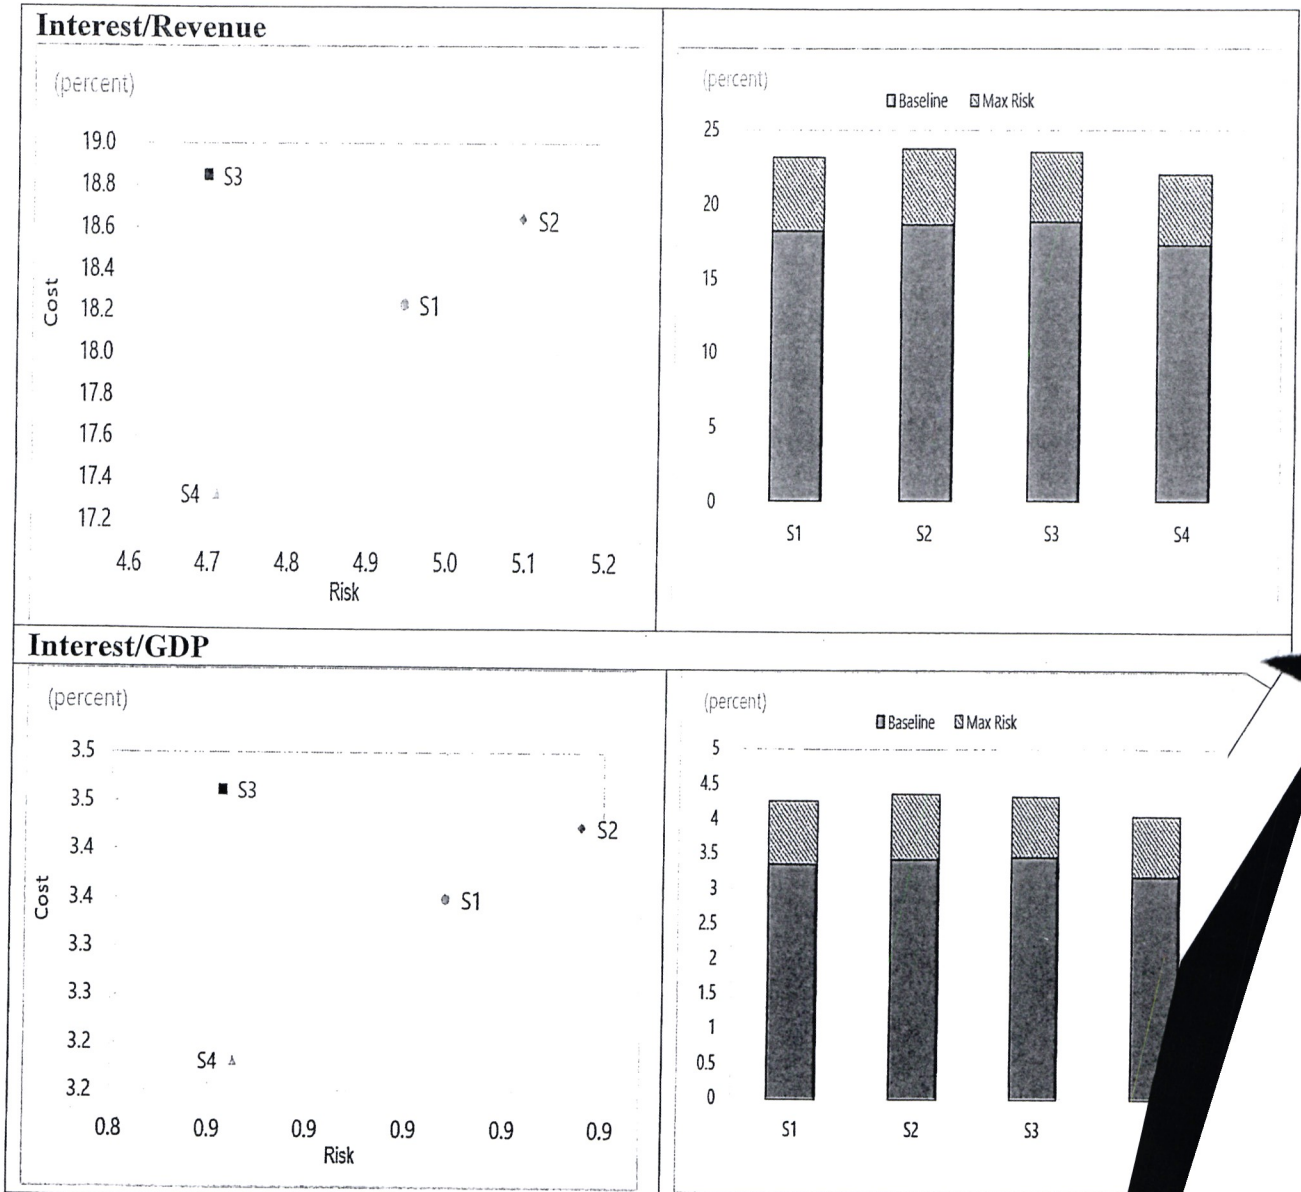 Interest/Revenue
(percent)
19.0
18.8
18.6
18.4
18.2
18.0
17.8
17.6
17.4
17.2
Cost
S3
S2
S1
S4
4.6 4.7 4.8 4.9 5.0 5.1 5.2
Risk
(percent)
Baseline Max Risk
25
20
15
10
5
0
S1 S2 S3 S4
Interest/GDP
(percent)
3.5
3.5
3.4
3.4
3.3
3.3
3.2
3.2
Cost
S3
S2
S1
S4
0.8 0.9 0.9 0.9 0.9 0.9
Risk
(percent)
Baseline Max Risk
5
4.5
4
3.5
3
2.5
2
1.5
1
0.5
0
S1 S2 S3